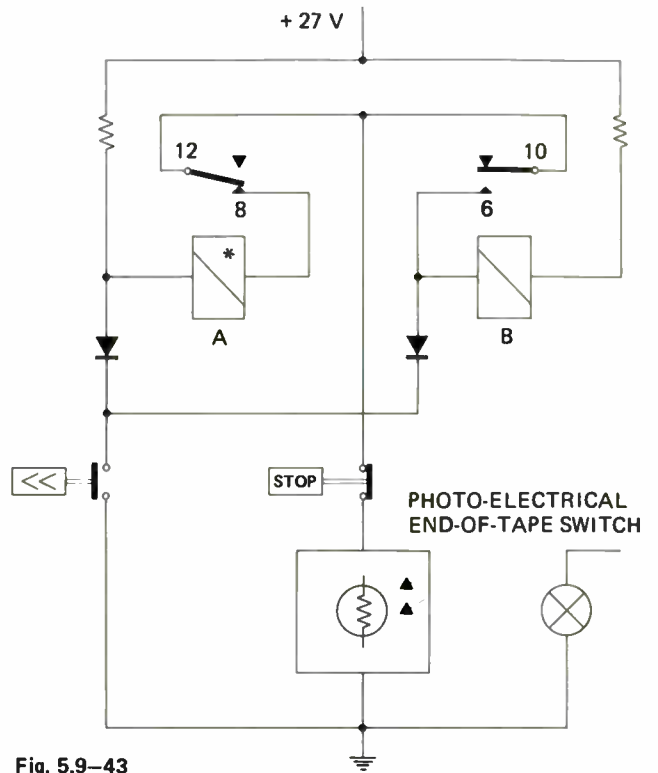 + 27 V
12
10
8
6
*
A
B
<<
STOP
PHOTO-ELECTRICAL
END-OF-TAPE SWITCH
Fig. 5.9–43